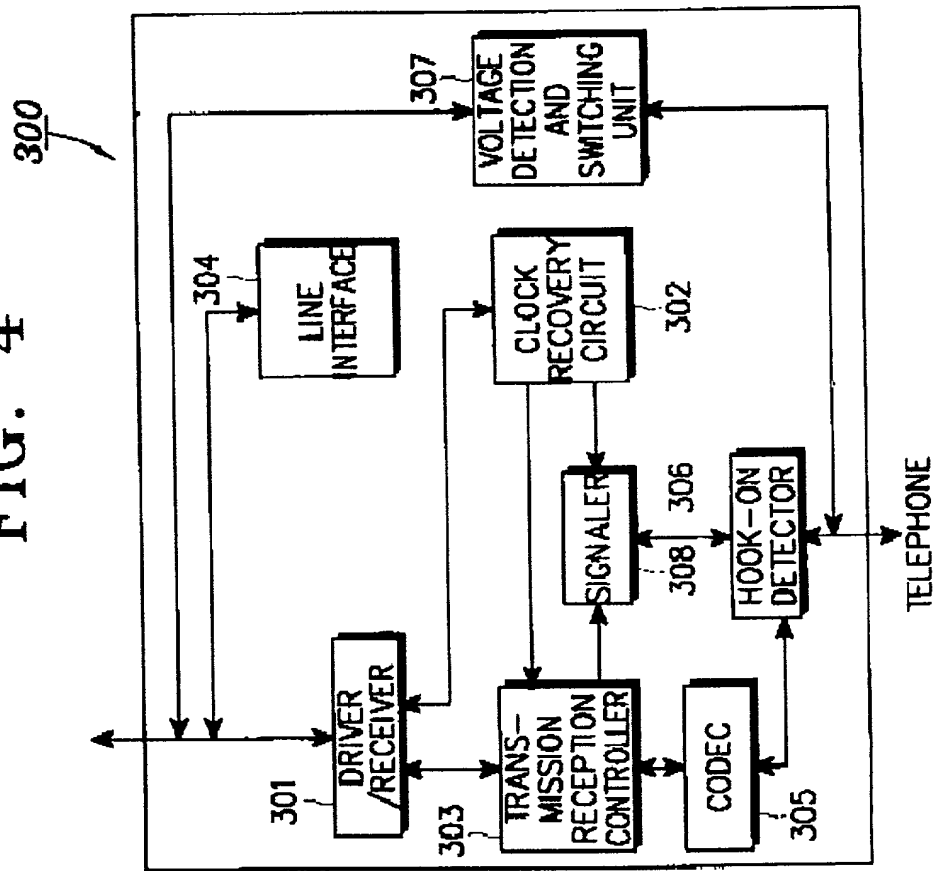 FIG. 4
300
301
DRIVER
/RECEIVER
304
LINE
INTERFACE
307
VOLTAGE
DETECTION
AND
SWITCHING
UNIT
303
TRANS-
MISSION
RECEPTION
CONTROLLER
CLOCK
RECOVERY
CIRCUIT
302
SIGNALER
308
306
CODEC
305
HOOK-ON
DETECTOR
TELEPHONE